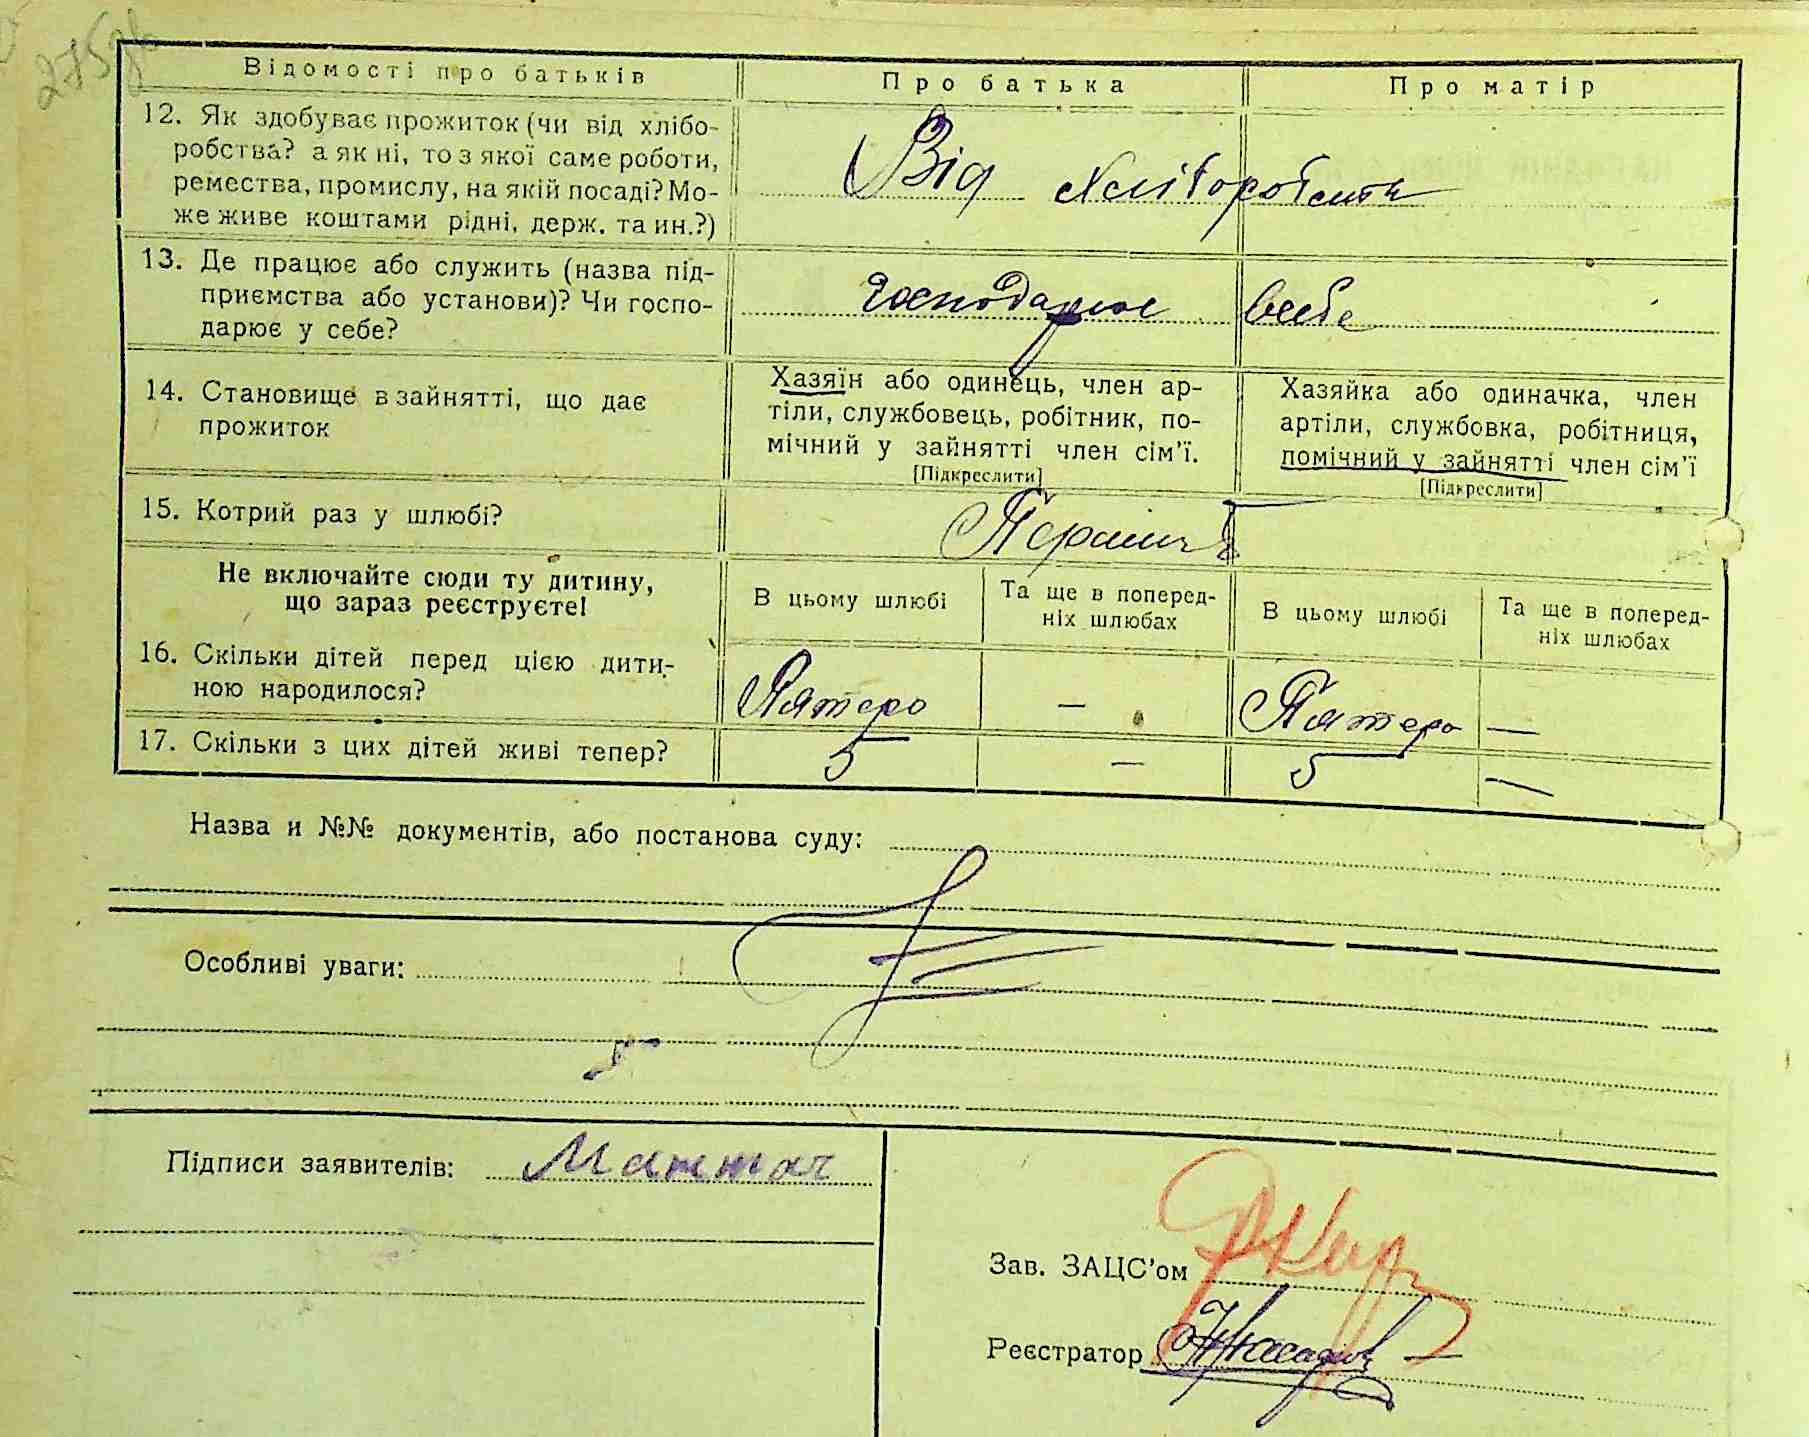 275
Відомості про батьків
Про батька
Про матір
12. Як здобуває прожиток (чи від хлібо-
робства? а як ні, то з якої саме роботи,
ремества, промислу, на якій посаді? Мо-
же живе коштами рідні, держ. та ин.?)
Від хліборобства
13. Де працює або служить (назва під-
приємства або установи)? Чи госпо-
дарює у себе?
господарює всебе
14. Становище в зайнятті, що дає
прожиток
Хазяїн або одинець, член ар-
тіли, службовець, робітник, по-
мічний у зайнятті член сім'ї.
[Підкреслити]
Хазяйка або одиначка, член
артіли, службовка, робітниця,
помічний у зайнятті член сім'ї
[Підкреслити]
15. Котрий раз у шлюбі?
Не включайте сюди ту дитину,
що зараз реєструєте!
В цьому шлюбі
Та ще в поперед-
ніх шлюбах
В цьому шлюбі
Та ще в поперед-
ніх шлюбах
16. Скільки дітей перед цією дити-
ною народилося?
Пятеро — Пятеро —
17. Скільки з цих дітей живі тепер?
5 — 5 —
Назва и №№ документів, або постанова суду:
Особливі уваги:
Підписи заявителів:
Зав. ЗАЦС'ом
Реєстратор